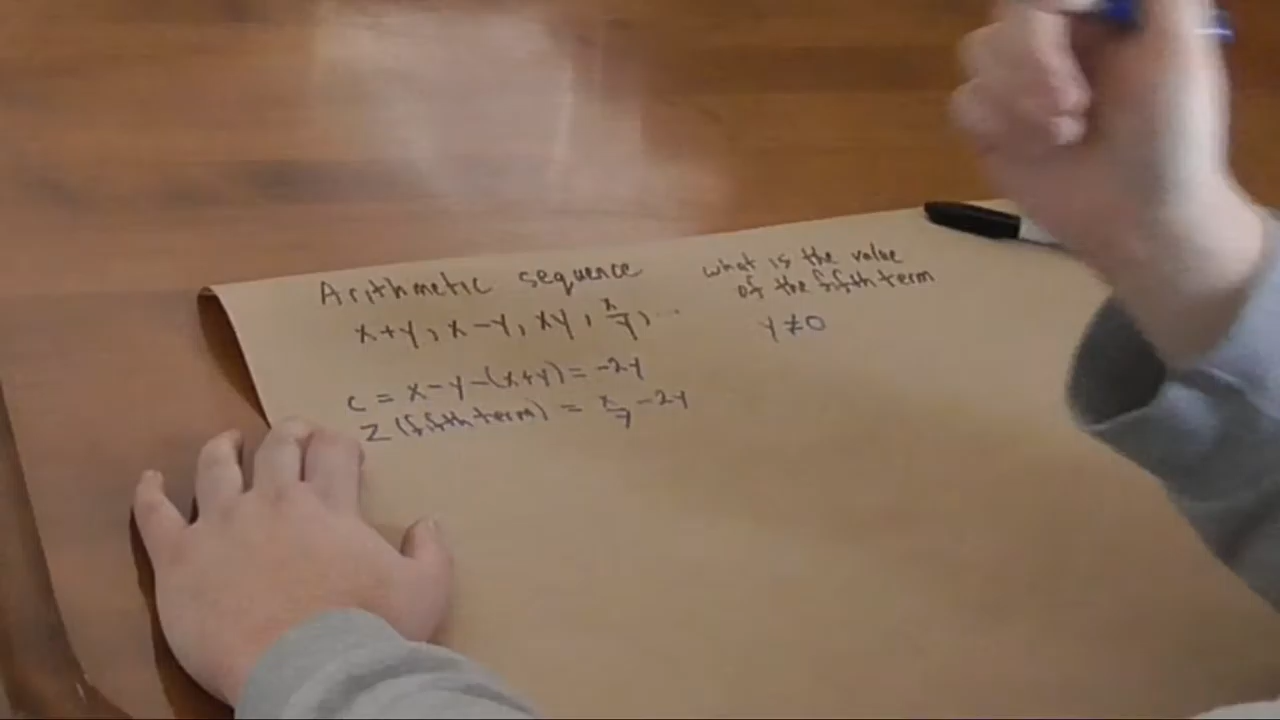 Arithmetic sequence
x+y, x-y, xy, x/y, ...
what is the value
of the fifth term
y≠0
c = x-y-(x+y) = -2y
z (fifth term) = x/y -2y